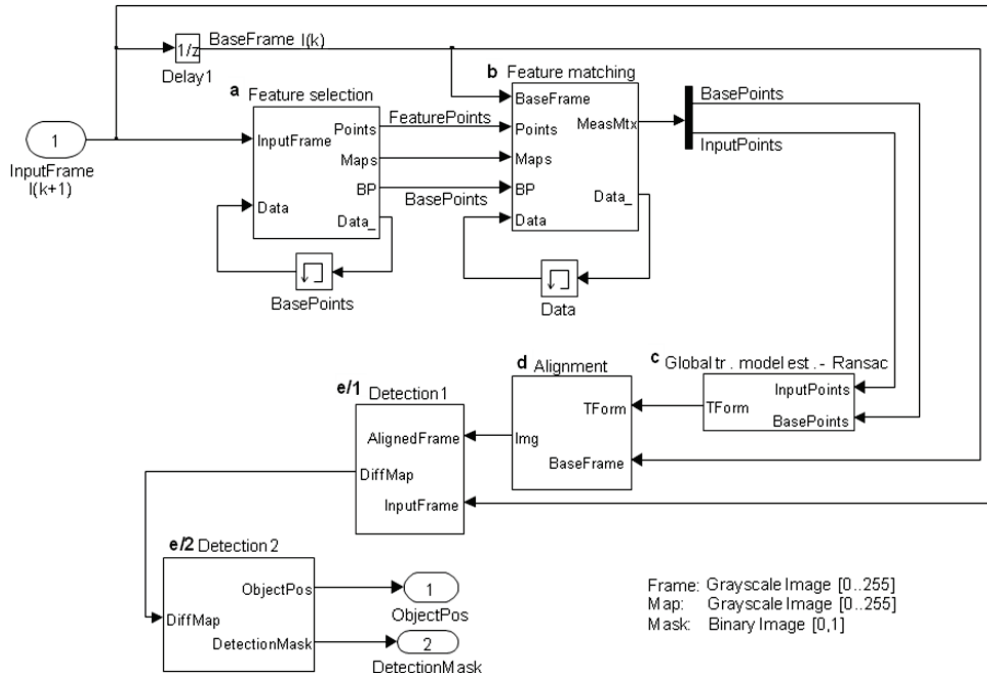 BaseFrame I(k)
1/z
Delay1
a Feature selection
InputFrame
Points
Maps
BP
Data
Data_
BasePoints
FeaturePoints
BasePoints
b Feature matching
BaseFrame
Points
Maps
BP
Data
MeasMtx
Data_
Data
BasePoints
InputPoints
1
InputFrame
I(k+1)
c Global tr . model est . - Ransac
InputPoints
TForm
BasePoints
d Alignment
TForm
Img
BaseFrame
e/1 Detection1
AlignedFrame
DiffMap
InputFrame
e/2 Detection2
ObjectPos
DiffMap
DetectionMask
1
ObjectPos
2
DetectionMask
Frame: Grayscale Image [0..255]
Map: Grayscale Image [0..255]
Mask: Binary Image [0,1]